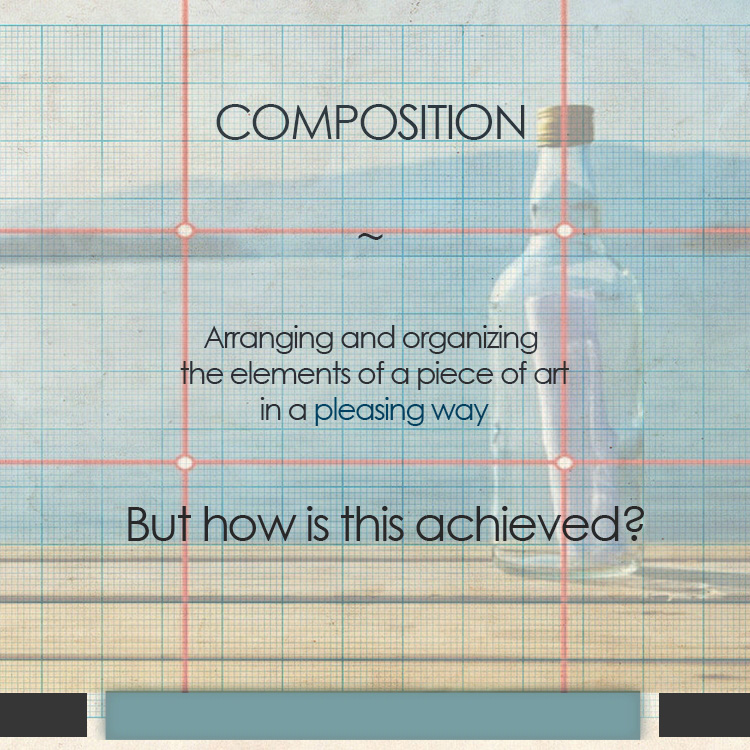 COMPOSITION
~
Arranging and organizing
the elements of a piece of art
in a pleasing way
But how is this achieved?